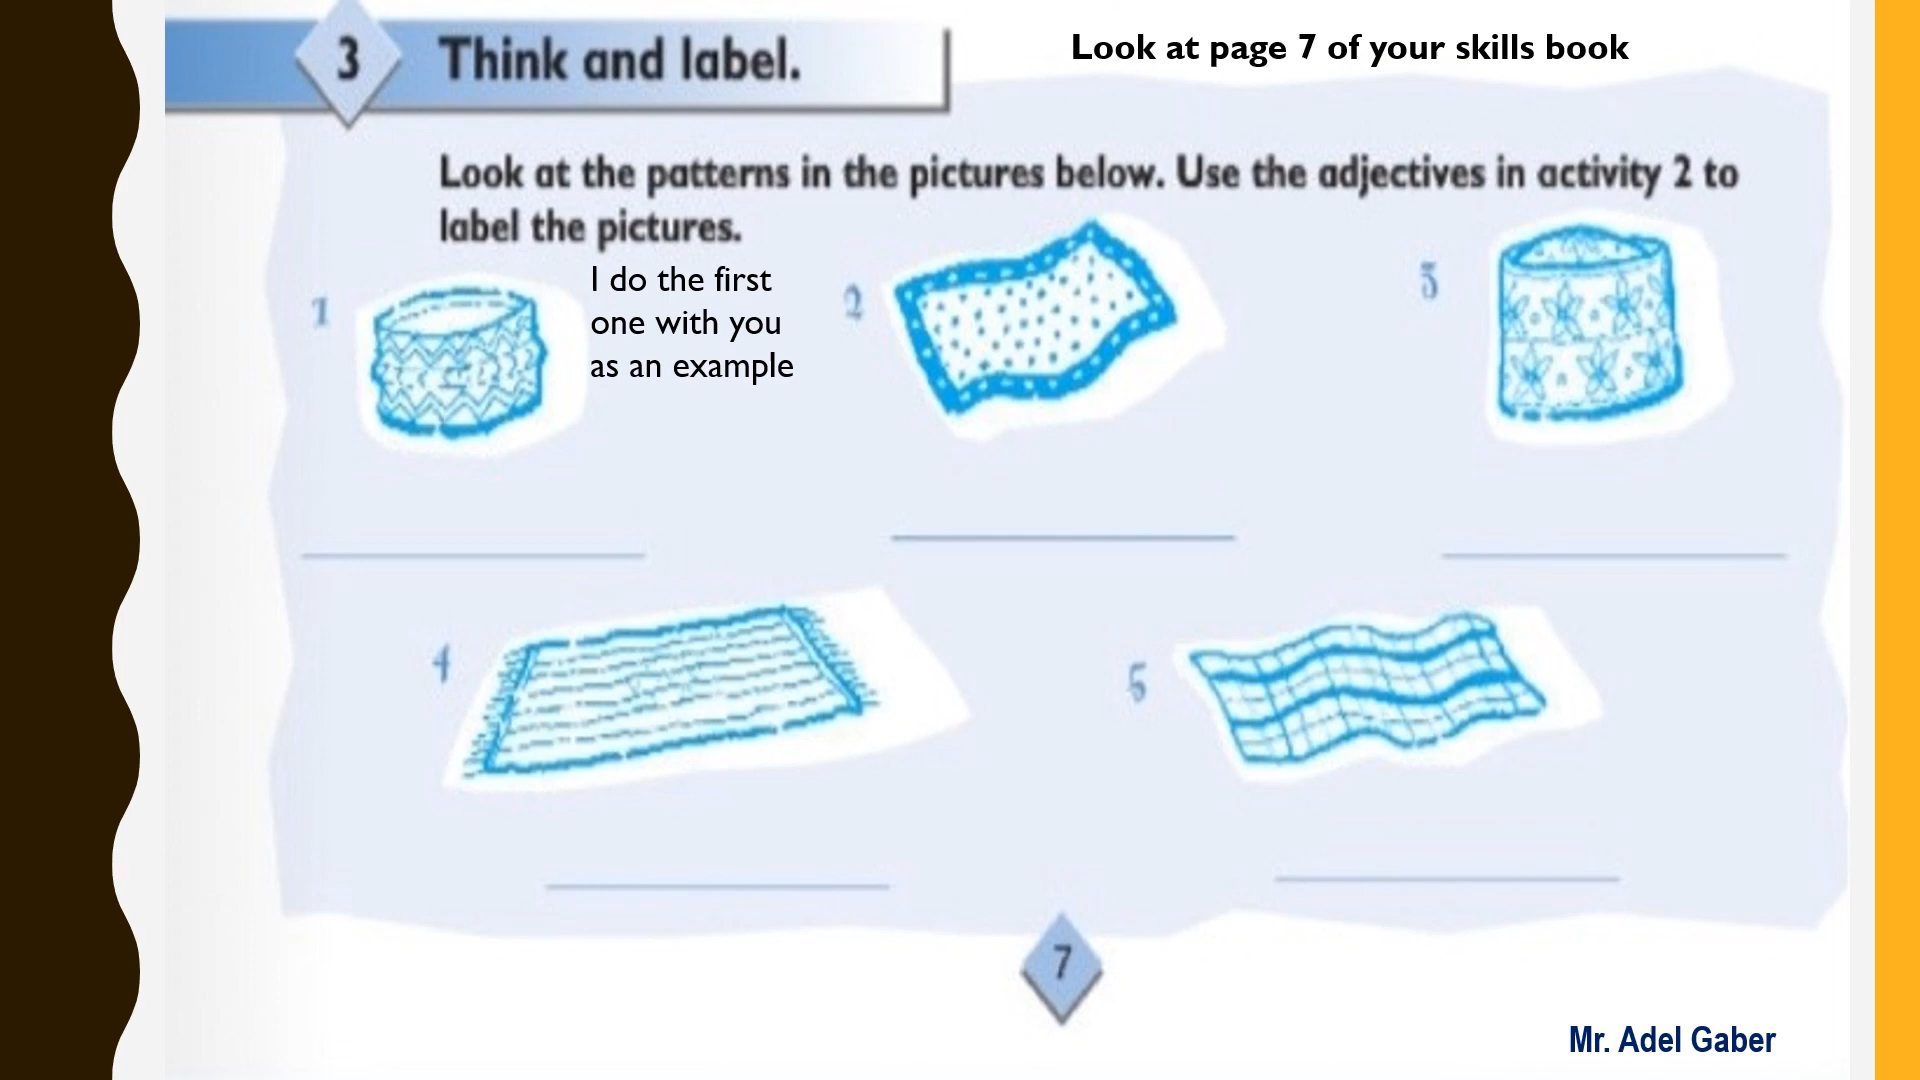 3 Think and label.
Look at page 7 of your skills book
Look at the patterns in the pictures below. Use the adjectives in activity 2 to
label the pictures.
1
I do the first
one with you
as an example
2
3
4
5
7
Mr. Adel Gaber